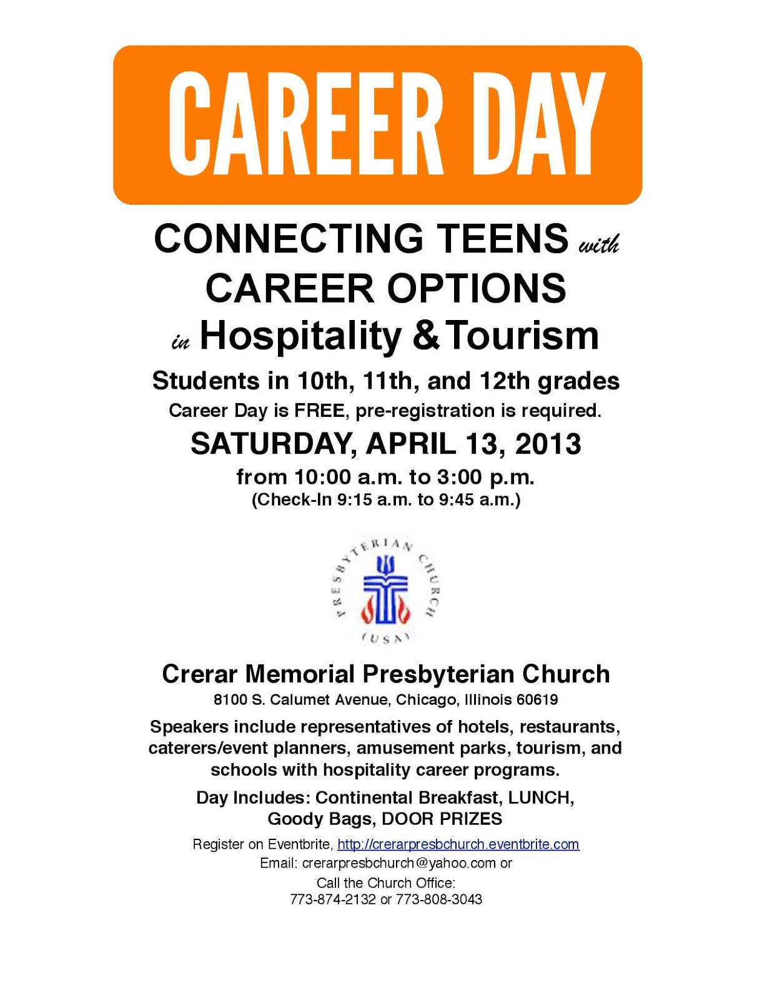 CAREER DAY
CONNECTING TEENS with
CAREER OPTIONS
in Hospitality & Tourism
Students in 10th, 11th, and 12th grades
Career Day is FREE, pre-registration is required.
SATURDAY, APRIL 13, 2013
from 10:00 a.m. to 3:00 p.m.
(Check-In 9:15 a.m. to 9:45 a.m.)
PRESBYTERIAN CHURCH
(USA)
Crerar Memorial Presbyterian Church
8100 S. Calumet Avenue, Chicago, Illinois 60619
Speakers include representatives of hotels, restaurants,
caterers/event planners, amusement parks, tourism, and
schools with hospitality career programs.
Day Includes: Continental Breakfast, LUNCH,
Goody Bags, DOOR PRIZES
Register on Eventbrite, http://crerarpresbchurch.eventbrite.com
Email: crerarpresbchurch@yahoo.com or
Call the Church Office:
773-874-2132 or 773-808-3043